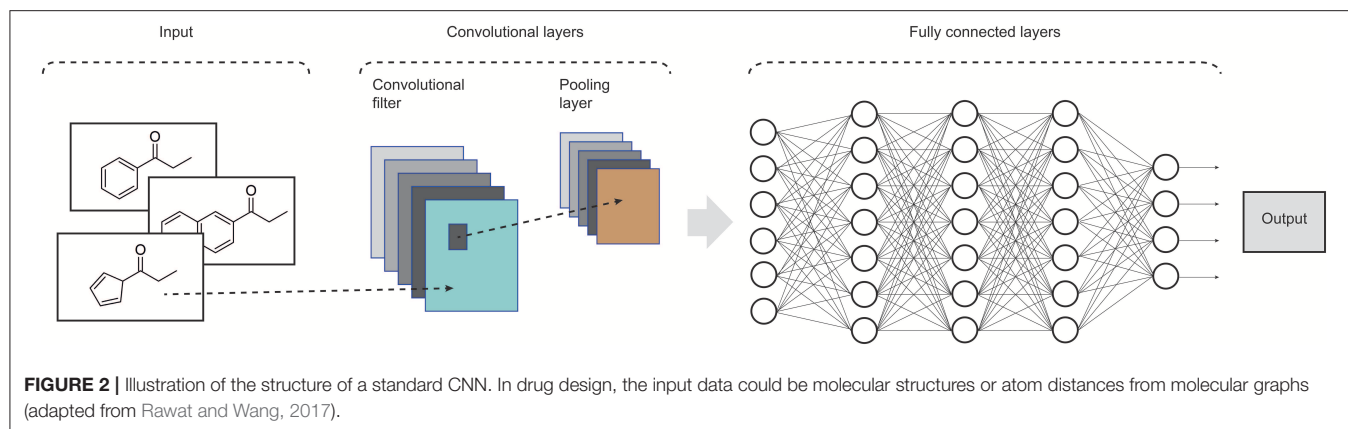 Input
Convolutional layers
Fully connected layers
Convolutional
filter
Pooling
layer
O
O
O
Output
FIGURE 2 | Illustration of the structure of a standard CNN. In drug design, the input data could be molecular structures or atom distances from molecular graphs
(adapted from Rawat and Wang, 2017).